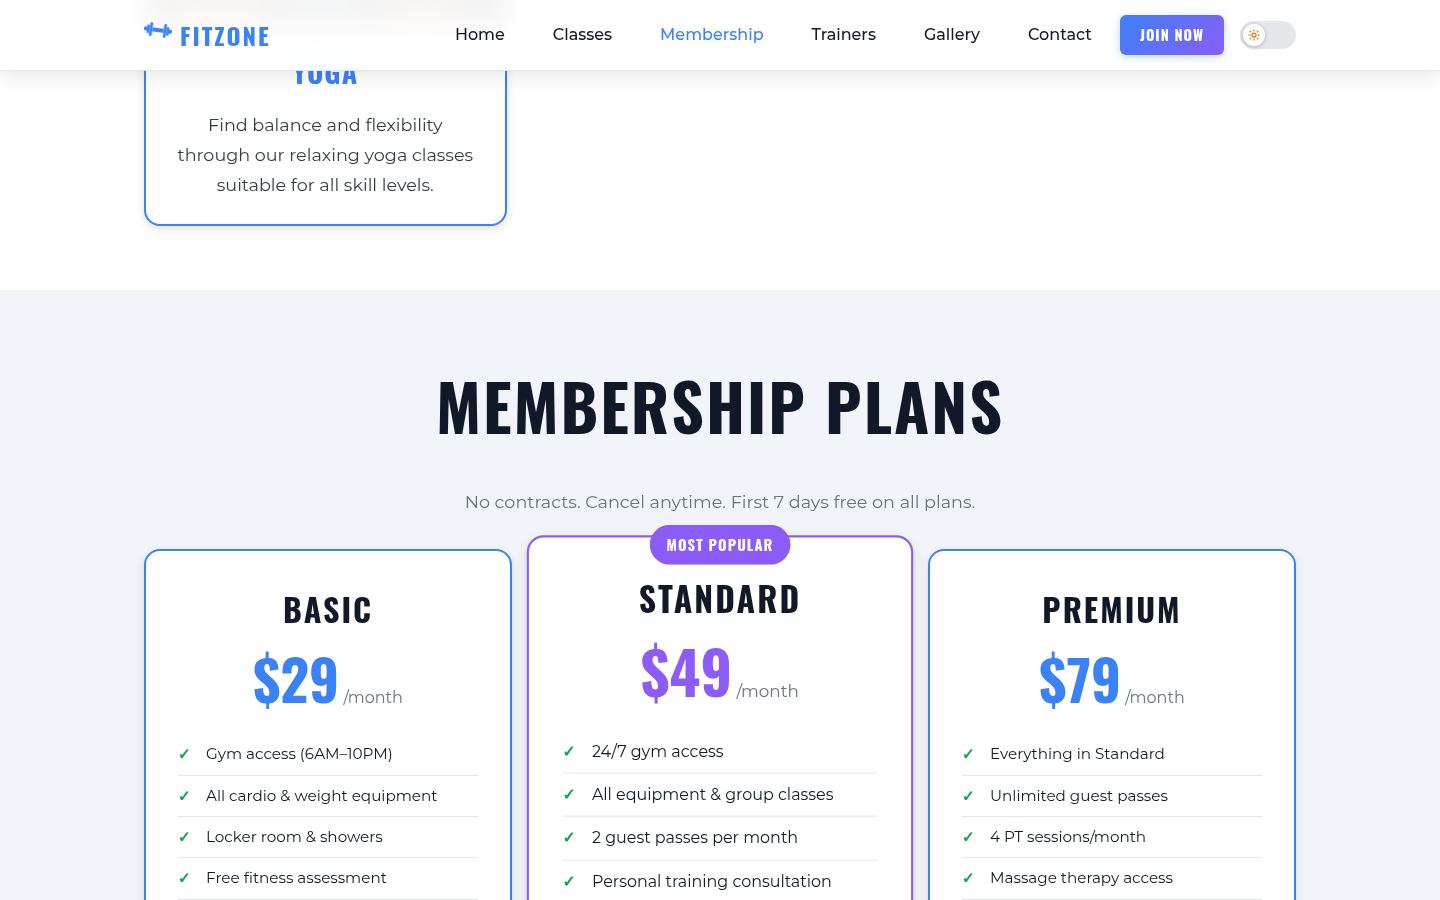 FITZONE
Home
Classes
Membership
Trainers
Gallery
Contact
JOIN NOW
YOGA
Find balance and flexibility
through our relaxing yoga classes
suitable for all skill levels.
MEMBERSHIP PLANS
No contracts. Cancel anytime. First 7 days free on all plans.
BASIC
$29 /month
✓ Gym access (6AM–10PM)
✓ All cardio & weight equipment
✓ Locker room & showers
✓ Free fitness assessment
MOST POPULAR
STANDARD
$49 /month
✓ 24/7 gym access
✓ All equipment & group classes
✓ 2 guest passes per month
✓ Personal training consultation
PREMIUM
$79 /month
✓ Everything in Standard
✓ Unlimited guest passes
✓ 4 PT sessions/month
✓ Massage therapy access